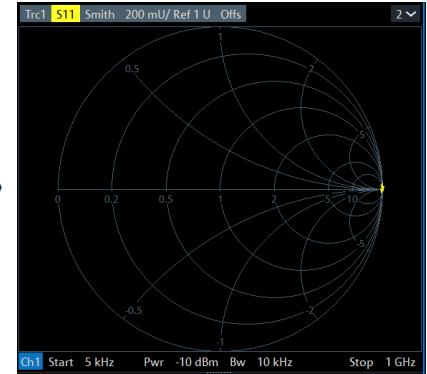 Trc1 S11 Smith 200 mU/ Ref 1 U Offs 2
1
0.5 2
5
0 0.2 0.5 1 2 5 10
-5
-0.5 -2
-1
Ch1 Start 5 kHz Pwr -10 dBm Bw 10 kHz Stop 1 GHz